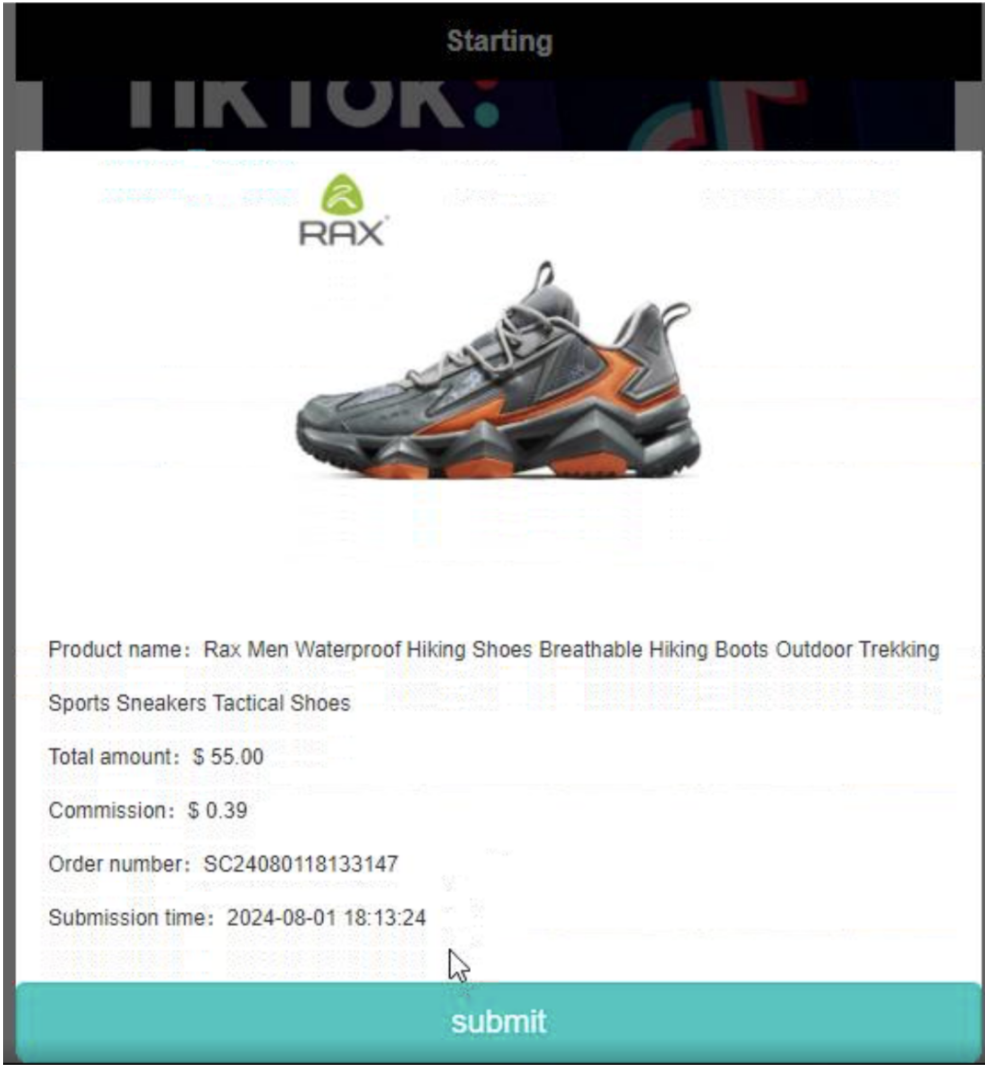 Starting
TikTok:
RAX
Product name： Rax Men Waterproof Hiking Shoes Breathable Hiking Boots Outdoor Trekking
Sports Sneakers Tactical Shoes
Total amount： $ 55.00
Commission： $ 0.39
Order number： SC24080118133147
Submission time： 2024-08-01 18:13:24
submit